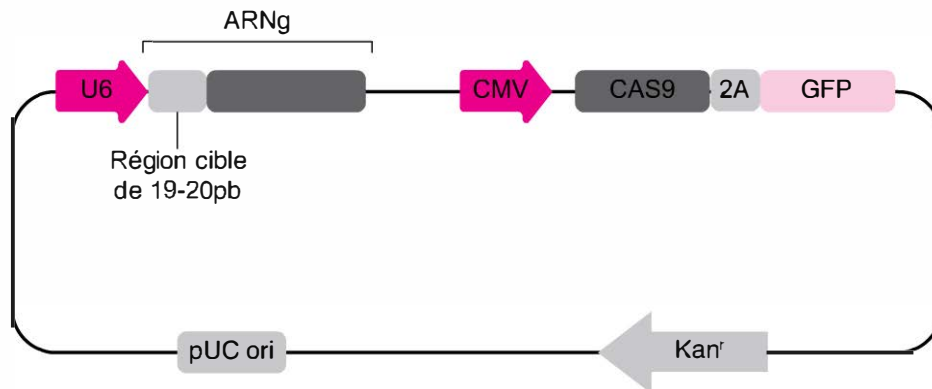 ARNg
U6
CMV
CAS9
2A
GFP
Région cible
de 19-20pb
pUC ori
Kanʳ